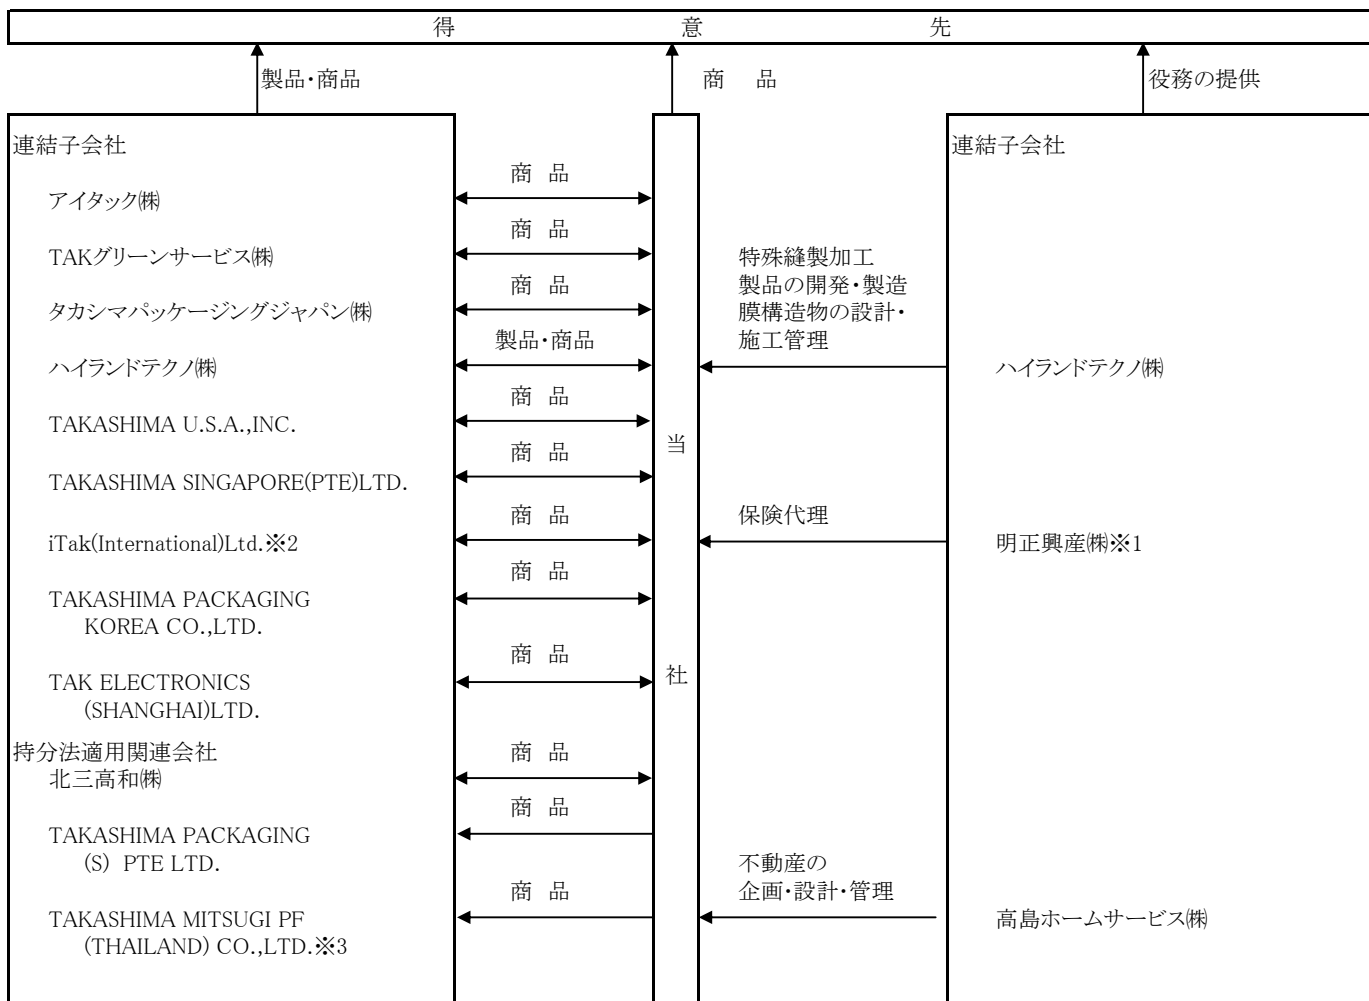 得意先
製品・商品
商品
役務の提供
連結子会社
アイタック㈱
商品
TAKグリーンサービス㈱
商品
タカシマパッケージングジャパン㈱
商品
ハイランドテクノ㈱
製品・商品
TAKASHIMA U.S.A.,INC.
商品
TAKASHIMA SINGAPORE(PTE)LTD.
商品
iTak(International)Ltd.※2
商品
TAKASHIMA PACKAGING
KOREA CO.,LTD.
商品
TAK ELECTRONICS
(SHANGHAI)LTD.
商品
持分法適用関連会社
北三高和㈱
商品
TAKASHIMA PACKAGING
(S) PTE LTD.
商品
TAKASHIMA MITSUGI PF
(THAILAND) CO.,LTD.※3
商品
当社
特殊縫製加工
製品の開発・製造
膜構造物の設計・
施工管理
保険代理
不動産の
企画・設計・管理
連結子会社
ハイランドテクノ㈱
明正興産㈱※1
高島ホームサービス㈱